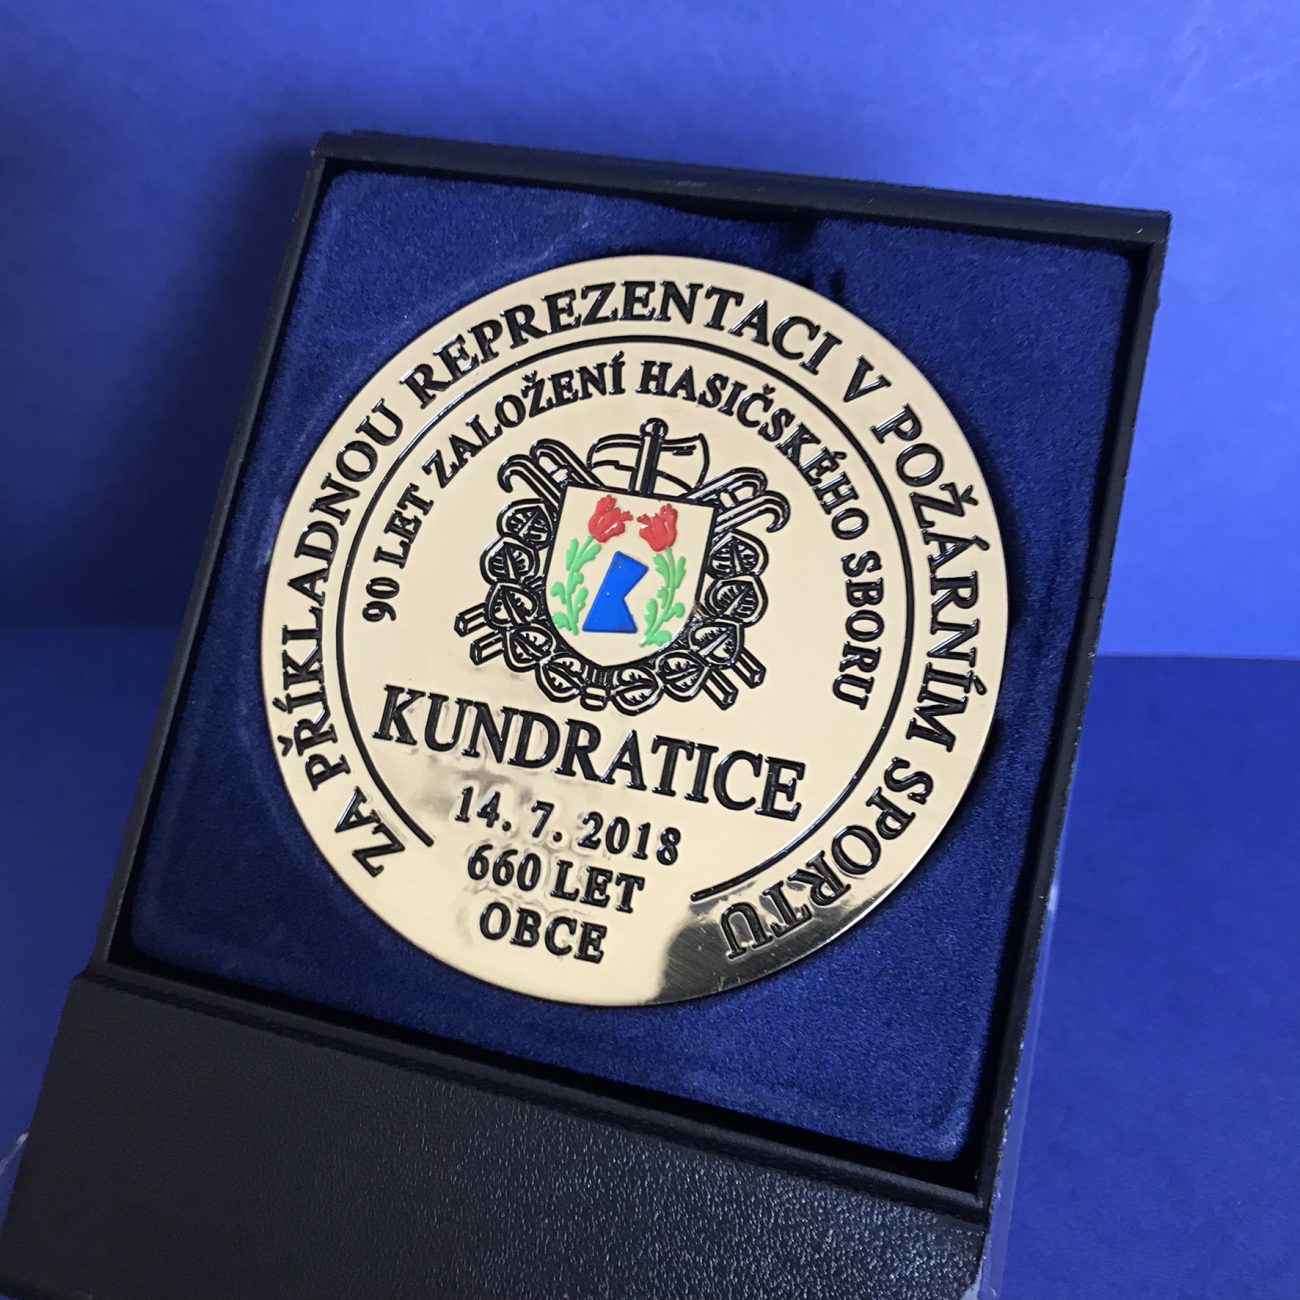 ZA PŘÍKLADNOU REPREZENTACI V POŽÁRNÍM SPORTU
90 LET ZALOŽENÍ HASIČSKÉHO SBORU
KUNDRATICE
14. 7. 2018
660 LET
OBCE